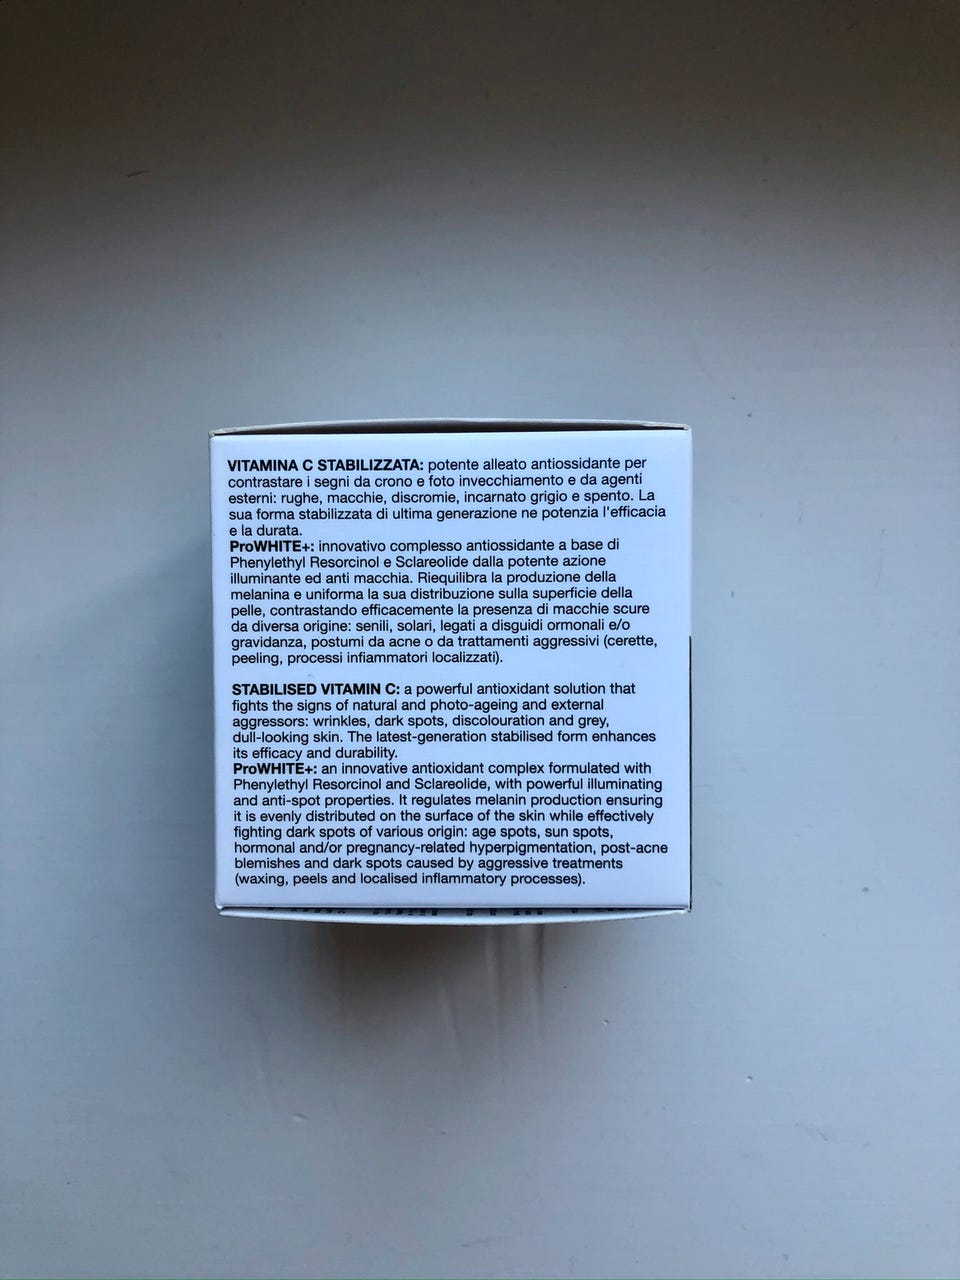 VITAMINA C STABILIZZATA: potente alleato antiossidante per
contrastare i segni da crono e foto invecchiamento e da agenti
esterni: rughe, macchie, discromie, incarnato grigio e spento. La
sua forma stabilizzata di ultima generazione ne potenzia l'efficacia
e la durata.
ProWHITE+: innovativo complesso antiossidante a base di
Phenylethyl Resorcinol e Sclareolide dalla potente azione
illuminante ed anti macchia. Riequilibra la produzione della
melanina e uniforma la sua distribuzione sulla superficie della
pelle, contrastando efficacemente la presenza di macchie scure
da diversa origine: senili, solari, legati a disguidi ormonali e/o
gravidanza, postumi da acne o da trattamenti aggressivi (cerette,
peeling, processi infiammatori localizzati).
STABILISED VITAMIN C: a powerful antioxidant solution that
fights the signs of natural and photo-ageing and external
aggressors: wrinkles, dark spots, discolouration and grey,
dull-looking skin. The latest-generation stabilised form enhances
its efficacy and durability.
ProWHITE+: an innovative antioxidant complex formulated with
Phenylethyl Resorcinol and Sclareolide, with powerful illuminating
and anti-spot properties. It regulates melanin production ensuring
it is evenly distributed on the surface of the skin while effectively
fighting dark spots of various origin: age spots, sun spots,
hormonal and/or pregnancy-related hyperpigmentation, post-acne
blemishes and dark spots caused by aggressive treatments
(waxing, peels and localised inflammatory processes).